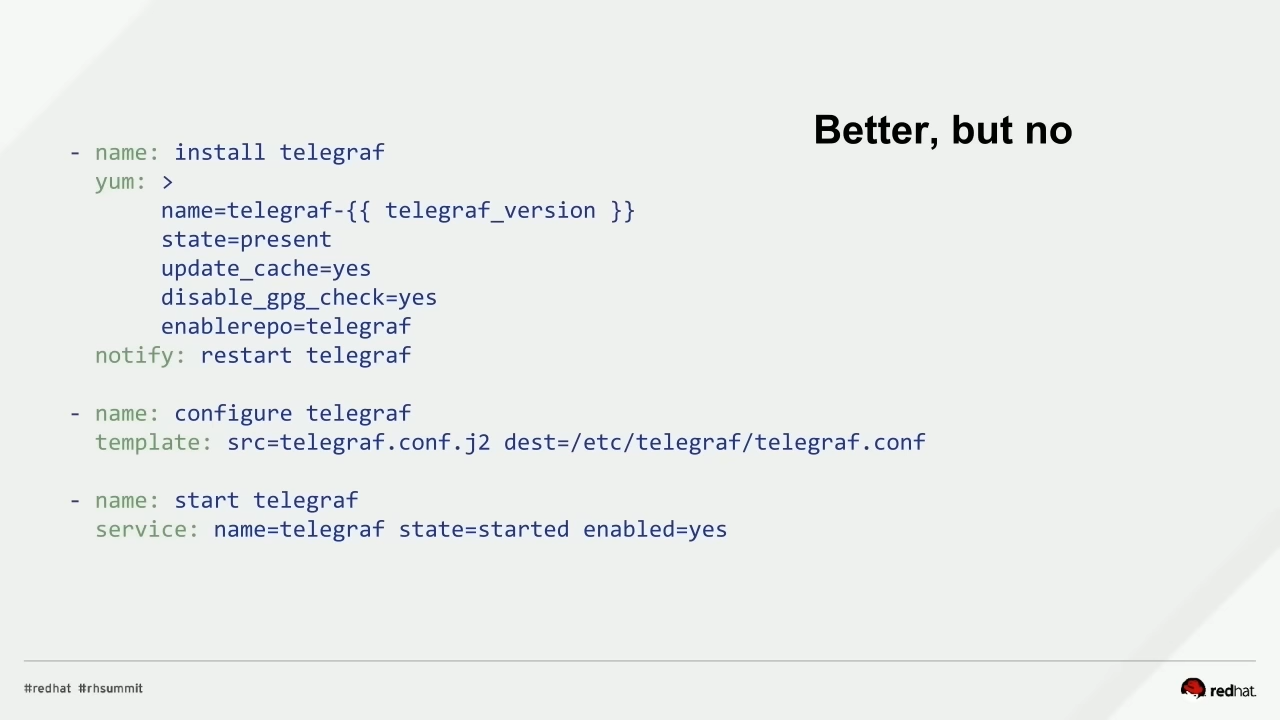 Better, but no
- name: install telegraf
yum: >
name=telegraf-{{ telegraf_version }}
state=present
update_cache=yes
disable_gpg_check=yes
enablerepo=telegraf
notify: restart telegraf
- name: configure telegraf
template: src=telegraf.conf.j2 dest=/etc/telegraf/telegraf.conf
- name: start telegraf
service: name=telegraf state=started enabled=yes
#redhat #rhsummit
redhat.